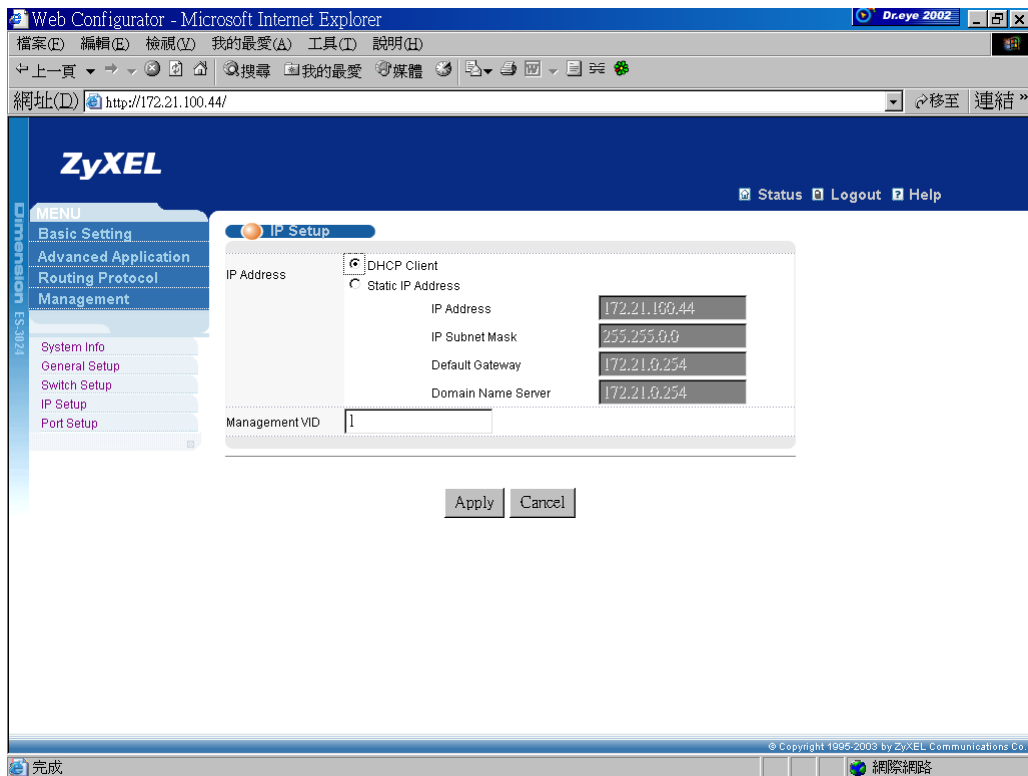 Web Configurator - Microsoft Internet Explorer
Dr.eye 2002
檔案(F) 編輯(E) 檢視(V) 我的最愛(A) 工具(T) 說明(H)
上一頁 搜尋 我的最愛 媒體
網址(D) http://172.21.100.44/ 移至 連結 »
ZyXEL
Status Logout Help
Dimension ES-3824
MENU
Basic Setting
Advanced Application
Routing Protocol
Management
System Info
General Setup
Switch Setup
IP Setup
Port Setup
IP Setup
IP Address
DHCP Client
Static IP Address
IP Address 172.21.100.44
IP Subnet Mask 255.255.0.0
Default Gateway 172.21.0.254
Domain Name Server 172.21.0.254
Management VID 1
Apply Cancel
© Copyright 1995-2003 by ZyXEL Communications Co.
完成 網際網路